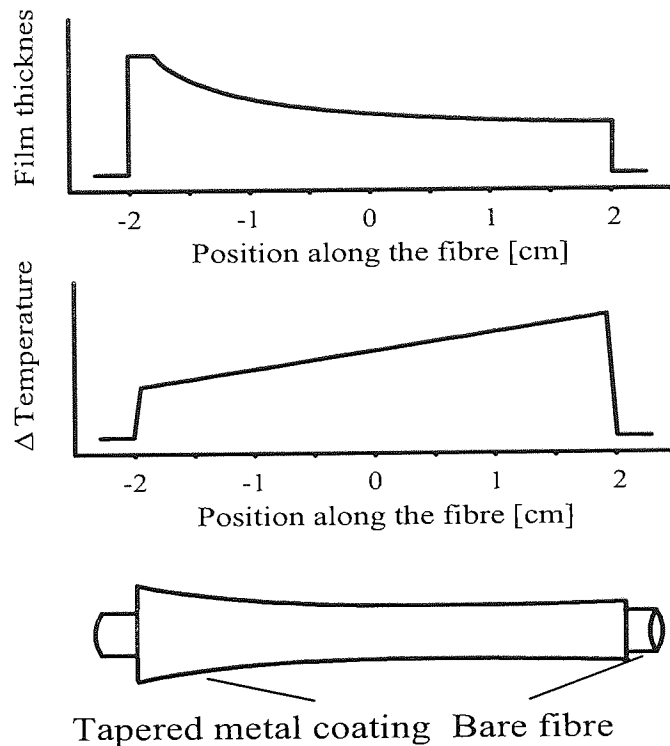 Film thicknes
-2 -1 0 1 2
Position along the fibre [cm]
Δ Temperature
-2 -1 0 1 2
Position along the fibre [cm]
Tapered metal coating Bare fibre